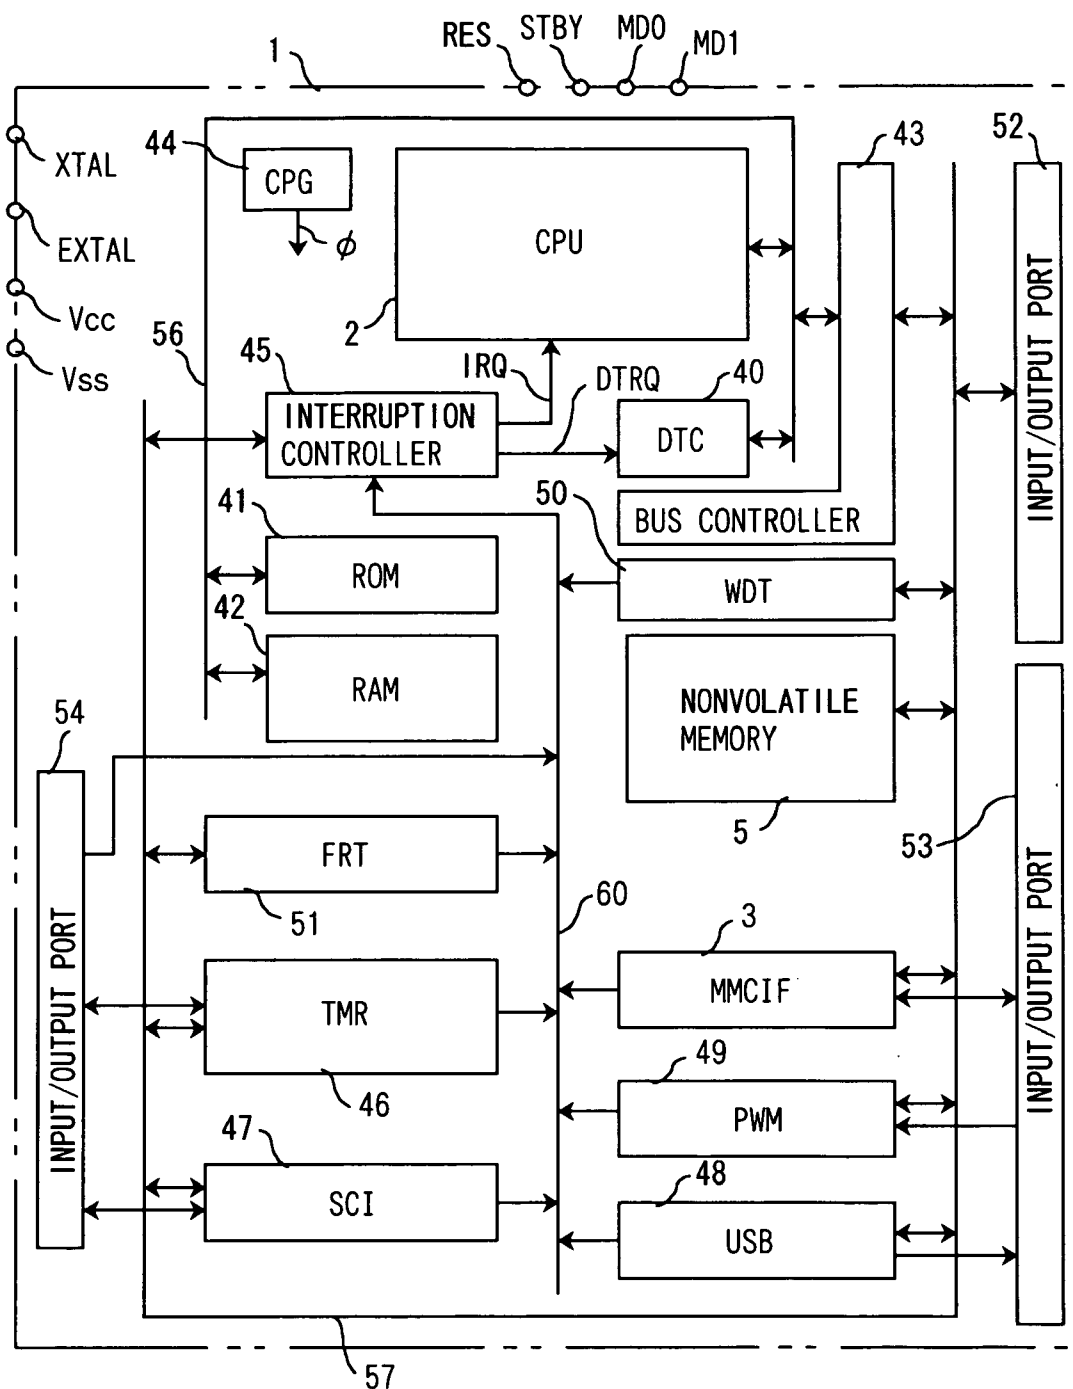 RES
STBY
MD0
MD1
1
XTAL
EXTAL
Vcc
Vss
44
CPG
ϕ
CPU
2
43
52
INPUT/OUTPUT PORT
56
45
IRQ
DTRQ
40
INTERRUPTION
CONTROLLER
DTC
41
50
BUS CONTROLLER
ROM
WDT
42
RAM
NONVOLATILE
MEMORY
5
54
INPUT/OUTPUT PORT
53
INPUT/OUTPUT PORT
FRT
51
60
3
MMCIF
TMR
46
49
PWM
47
SCI
48
USB
57